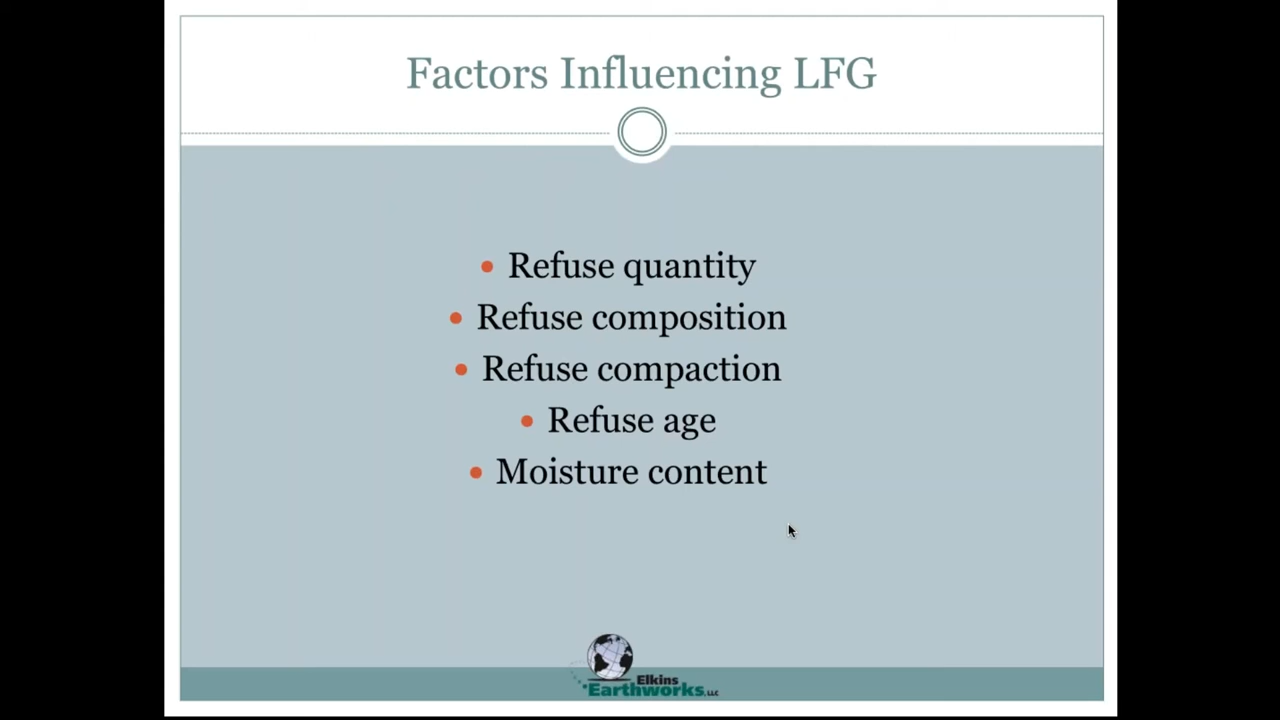 Factors Influencing LFG
• Refuse quantity
• Refuse composition
• Refuse compaction
• Refuse age
• Moisture content
Elkins
Earthworks, LLC